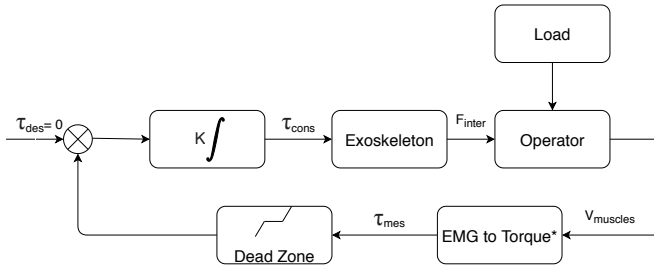 Load
τdes= 0
K∫
τcons
Exoskeleton
Finter
Operator
Dead Zone
τmes
EMG to Torque*
Vmuscles